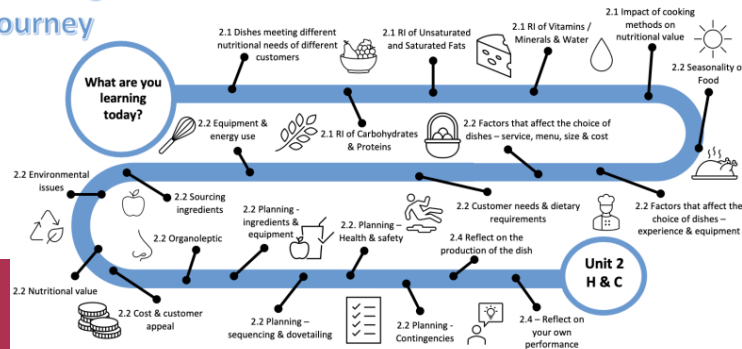 ourney
What are you
learning
today?
2.1 Dishes meeting different
nutritional needs of different
customers
2.1 RI of Carbohydrates
& Proteins
2.1 RI of Unsaturated
and Saturated Fats
2.1 RI of Vitamins /
Minerals & Water
2.1 Impact of cooking
methods on
nutritional value
2.2 Seasonality o
Food
2.2 Factors that affect the
choice of dishes –
experience & equipment
2.2 Factors that affect the choice of
dishes – service, menu, size & cost
2.2 Customer needs & dietary
requirements
2.2 Equipment &
energy use
2.2 Sourcing
ingredients
2.2 Environmental
issues
2.2 Nutritional value
2.2 Cost & customer
appeal
2.2 Organoleptic
2.2 Planning -
ingredients &
equipment
2.2 Planning –
sequencing & dovetailing
2.2. Planning –
Health & safety
2.2 Planning -
Contingencies
2.4 Reflect on the
production of the dish
2.4 – Reflect on
your own
performance
Unit 2
H & C